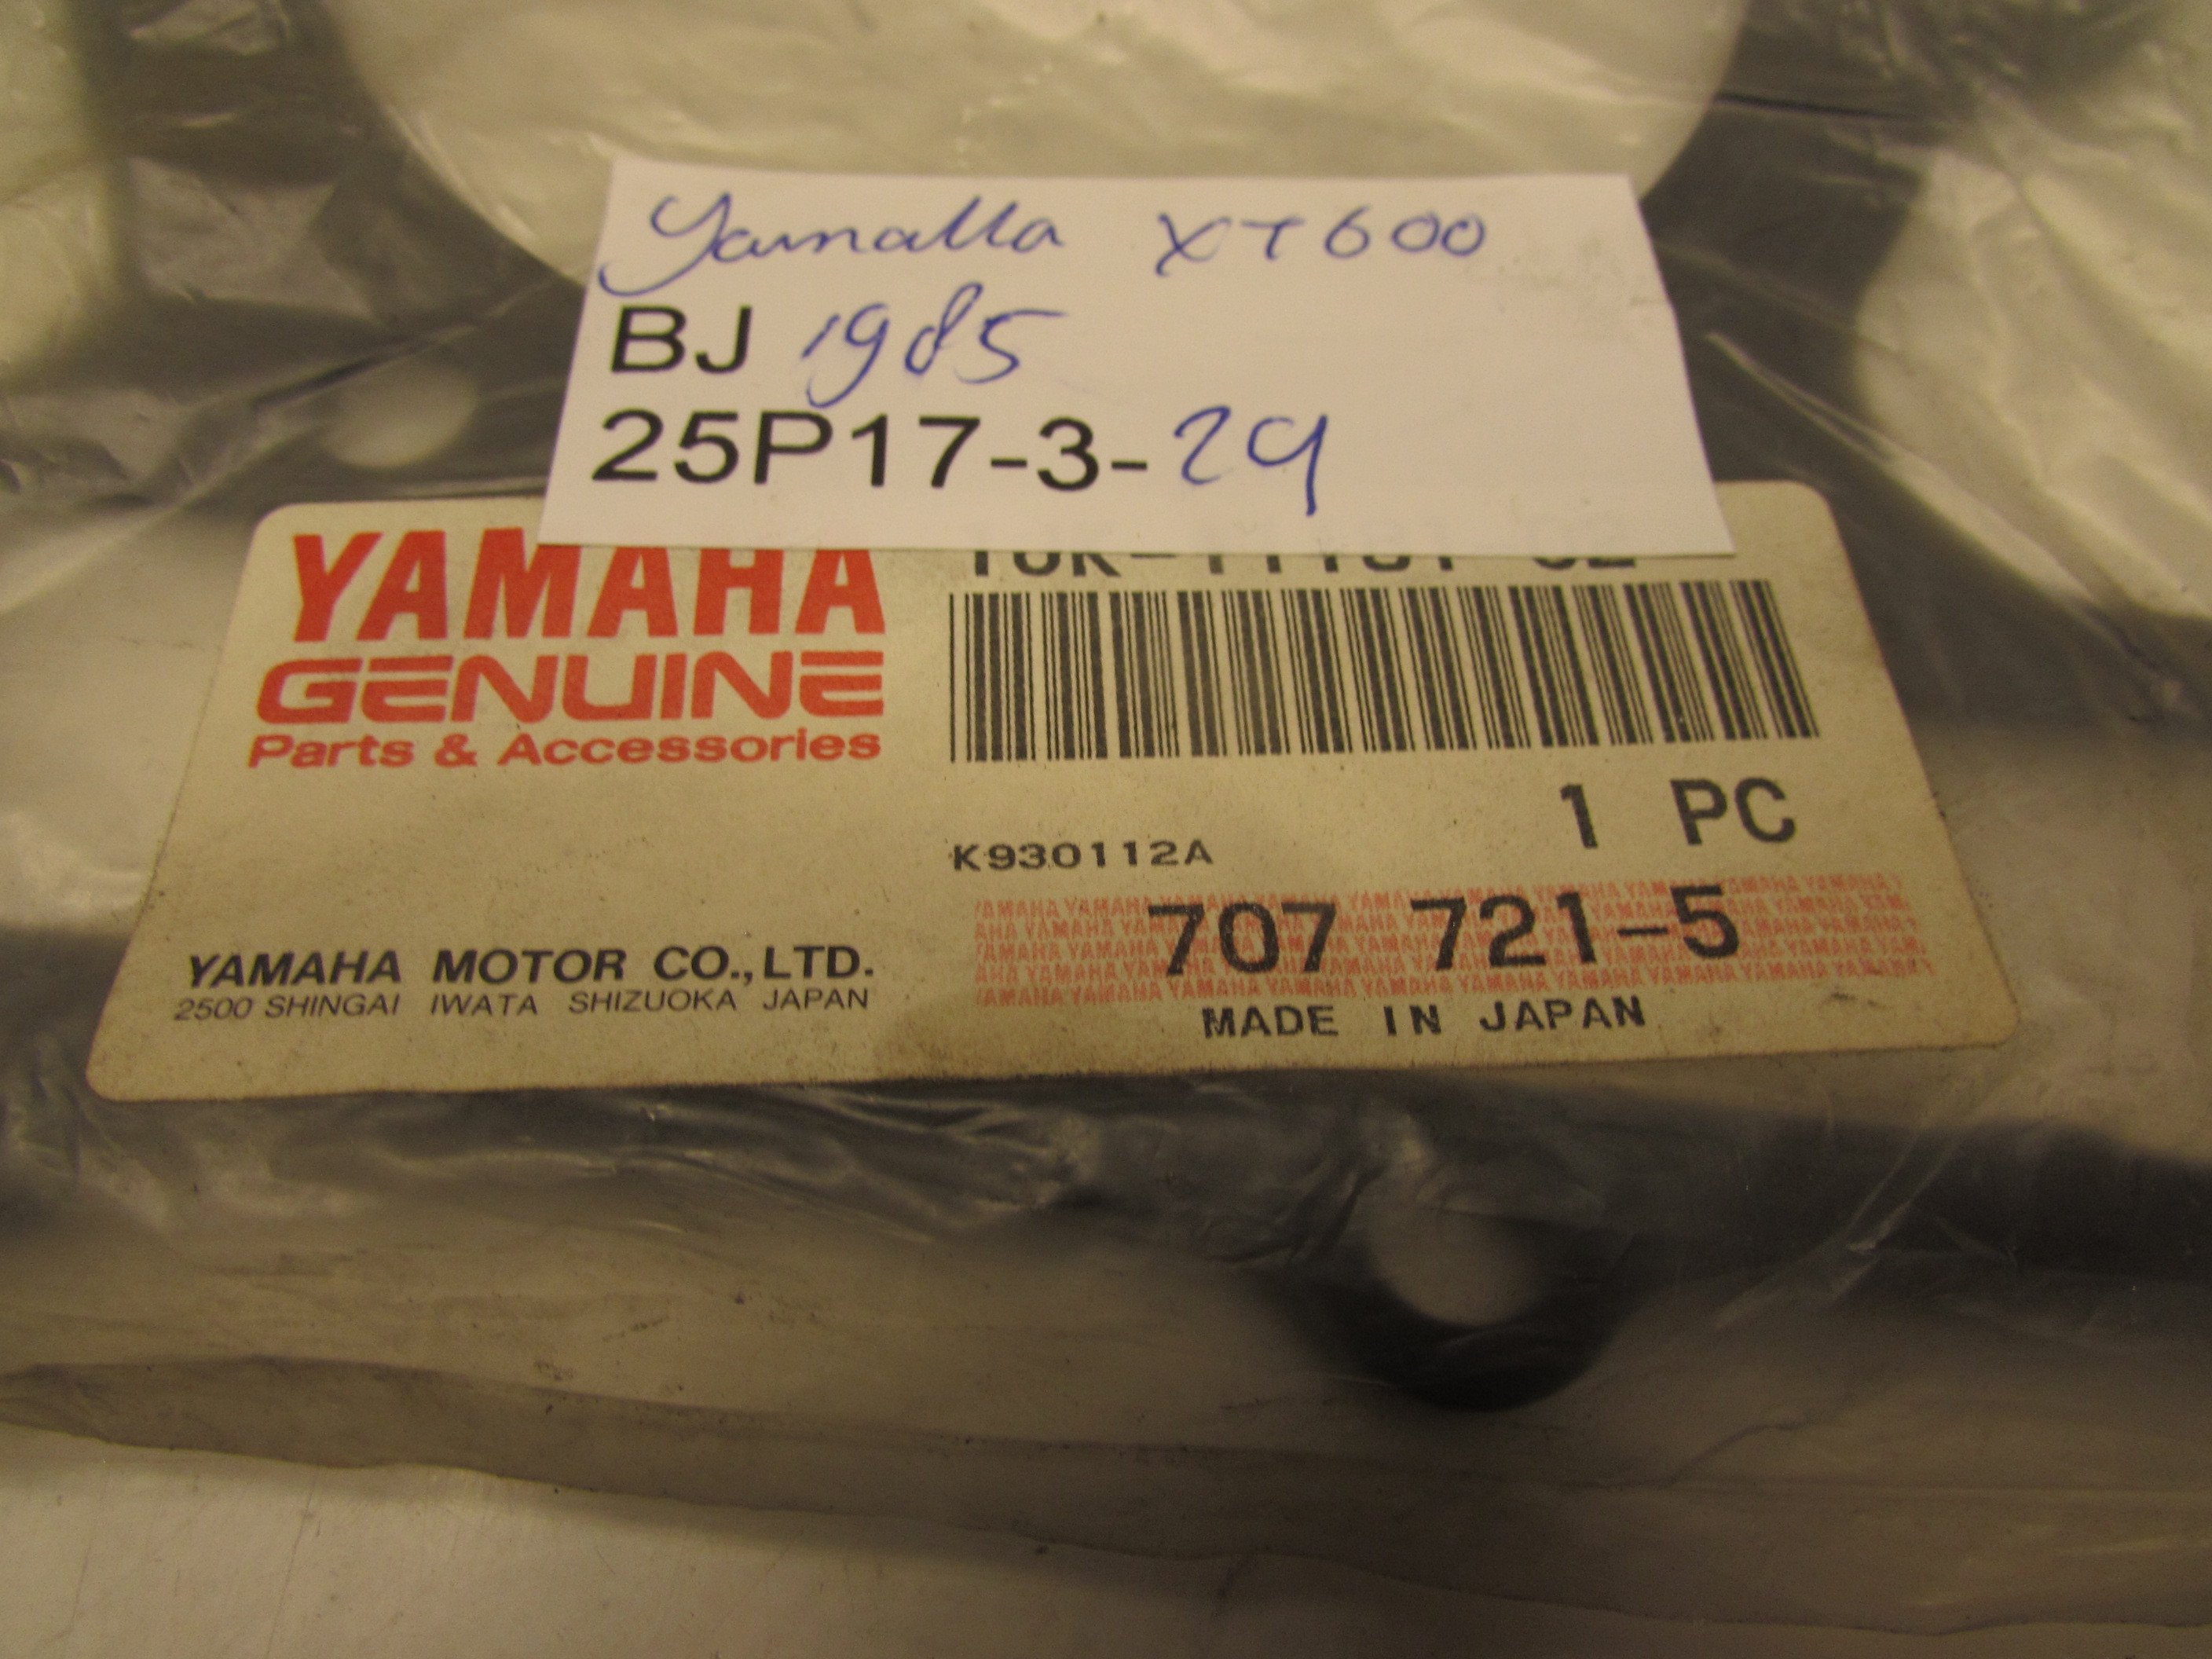 Yamaha XT600
BJ 1985
25P17-3-29
YAMAHA
GENUINE
Parts & Accessories
1 PC
K930112A
707 721-5
MADE IN JAPAN
YAMAHA MOTOR CO., LTD.
2500 SHINGAI IWATA SHIZUOKA JAPAN